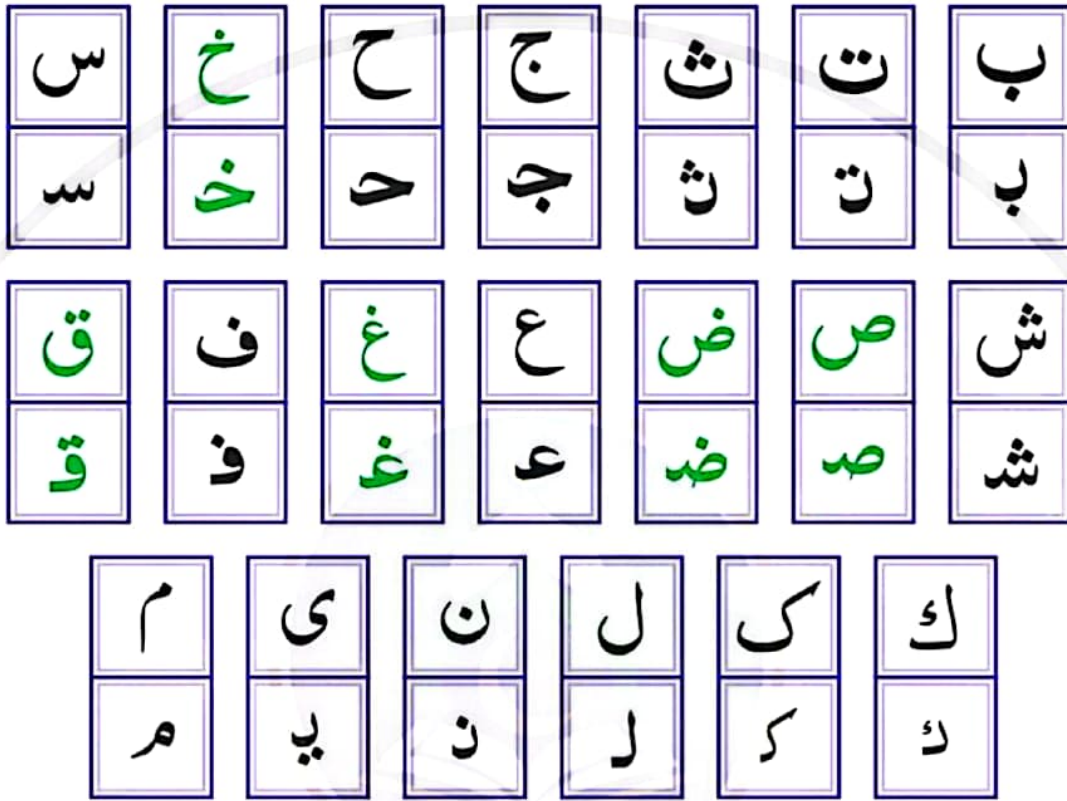 ب ت ث ج ح خ س
بـ تـ ثـ جـ حـ خـ سـ
ش ص ض ع غ ف ق
شـ صـ ضـ عـ غـ فـ قـ
ك ک ل ن ی م
كـ کـ لـ نـ یـ مـ